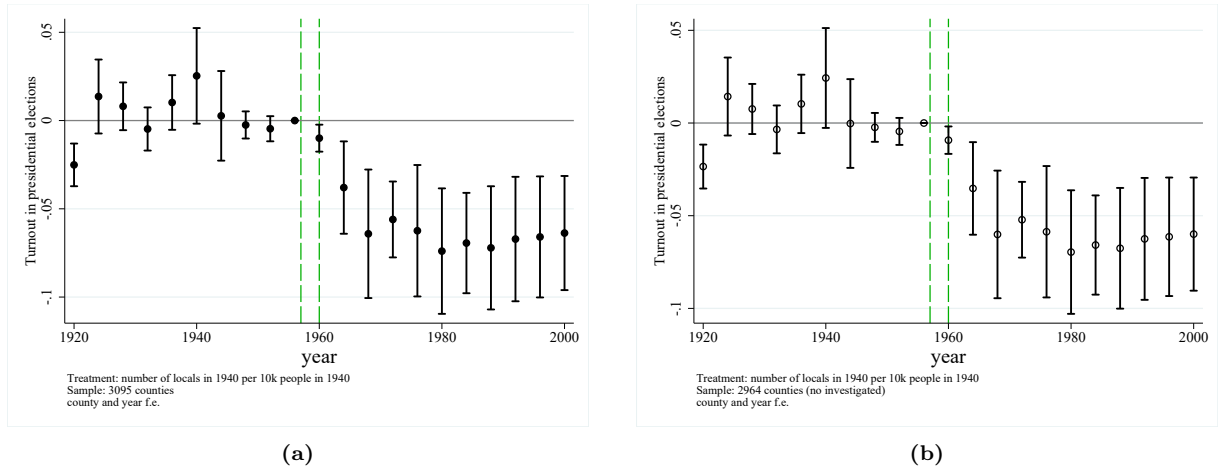 Turnout in presidential elections
.05
0
-.05
-.1
1920 1940 1960 1980 2000
year
Treatment: number of locals in 1940 per 10k people in 1940
Sample: 3095 counties
county and year f.e.
(a)
Turnout in presidential elections
.05
0
-.05
-.1
1920 1940 1960 1980 2000
year
Treatment: number of locals in 1940 per 10k people in 1940
Sample: 2964 counties (no investigated)
county and year f.e.
(b)